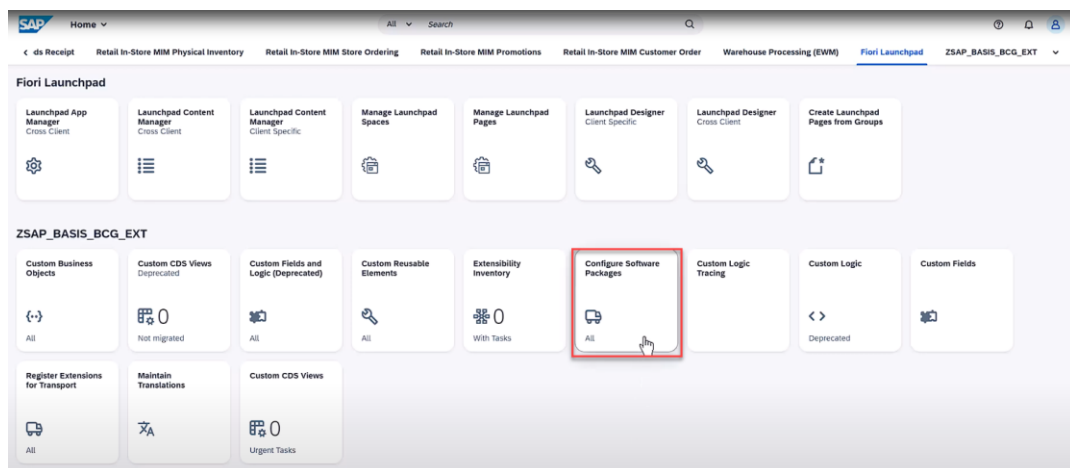 SAP Home All Search
ds Receipt Retail In-Store MIM Physical Inventory Retail In-Store MIM Store Ordering Retail In-Store MIM Promotions Retail In-Store MIM Customer Order Warehouse Processing (EWM) Fiori Launchpad ZSAP_BASIS_BCG_EXT
Fiori Launchpad
Launchpad App
Manager
Cross Client
Launchpad Content
Manager
Cross Client
Launchpad Content
Manager
Client Specific
Manage Launchpad
Spaces
Manage Launchpad
Pages
Launchpad Designer
Client Specific
Launchpad Designer
Cross Client
Create Launchpad
Pages from Groups
ZSAP_BASIS_BCG_EXT
Custom Business
Objects
All
Custom CDS Views
Deprecated
0
Not migrated
Custom Fields and
Logic (Deprecated)
All
Custom Reusable
Elements
All
Extensibility
Inventory
0
With Tasks
Configure Software
Packages
All
Custom Logic
Tracing
Custom Logic
Deprecated
Custom Fields
Register Extensions
for Transport
All
Maintain
Translations
Custom CDS Views
0
Urgent Tasks